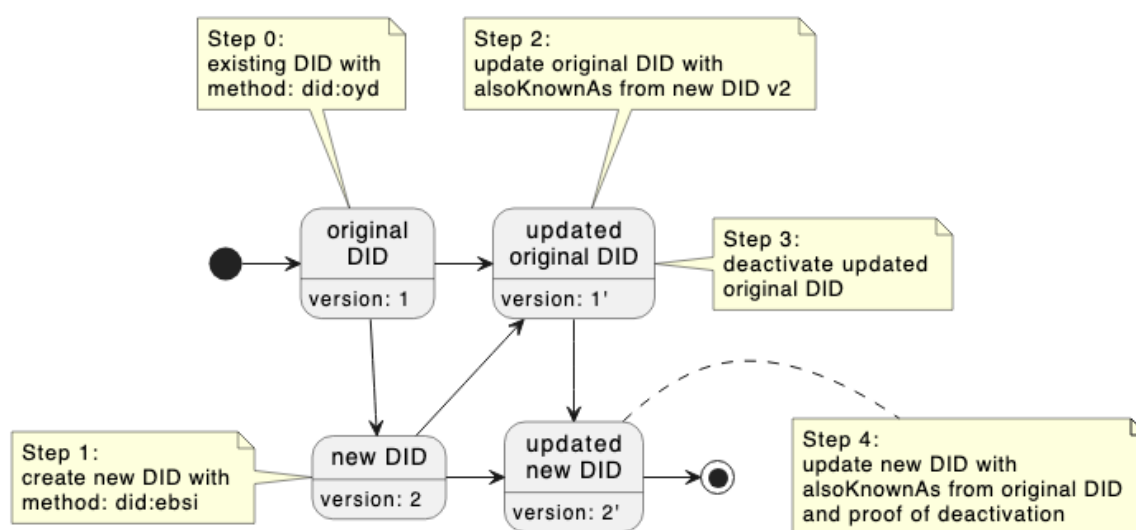 Step 0:
existing DID with
method: did:oyd
Step 2:
update original DID with
alsoKnownAs from new DID v2
original
DID
version: 1
updated
original DID
version: 1'
Step 3:
deactivate updated
original DID
Step 1:
create new DID with
method: did:ebsi
new DID
version: 2
updated
new DID
version: 2'
Step 4:
update new DID with
alsoKnownAs from original DID
and proof of deactivation